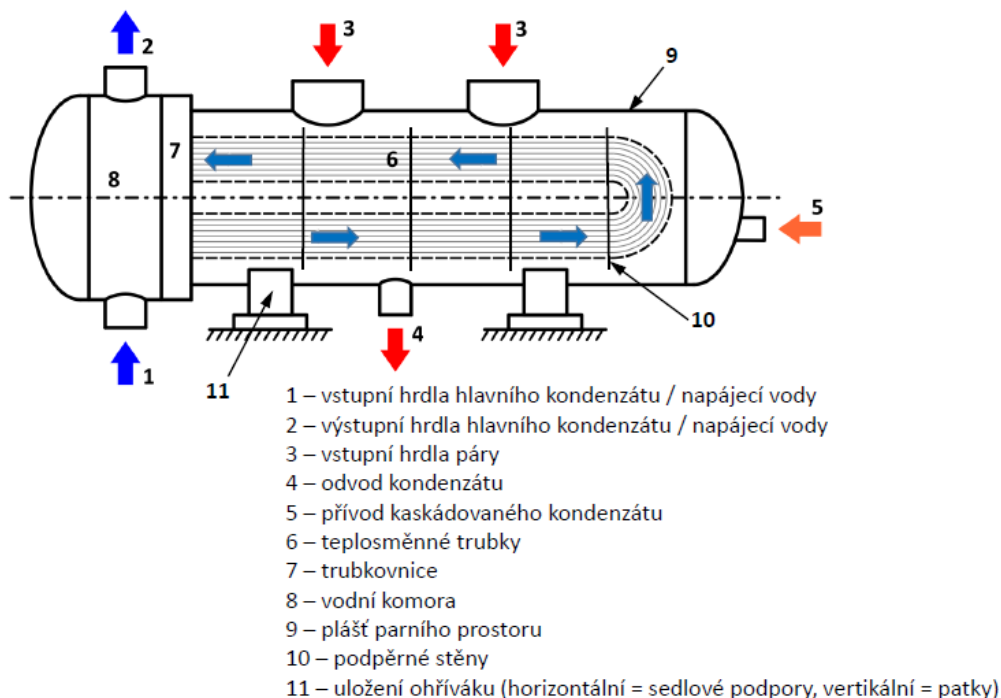 2
3
3
9
7
6
8
5
4
10
1
11
1 – vstupní hrdla hlavního kondenzátu / napájecí vody
2 – výstupní hrdla hlavního kondenzátu / napájecí vody
3 – vstupní hrdla páry
4 – odvod kondenzátu
5 – přívod kaskádovaného kondenzátu
6 – teplosměnné trubky
7 – trubkovnice
8 – vodní komora
9 – plášť parního prostoru
10 – podpěrné stěny
11 – uložení ohříváku (horizontální = sedlové podpory, vertikální = patky)